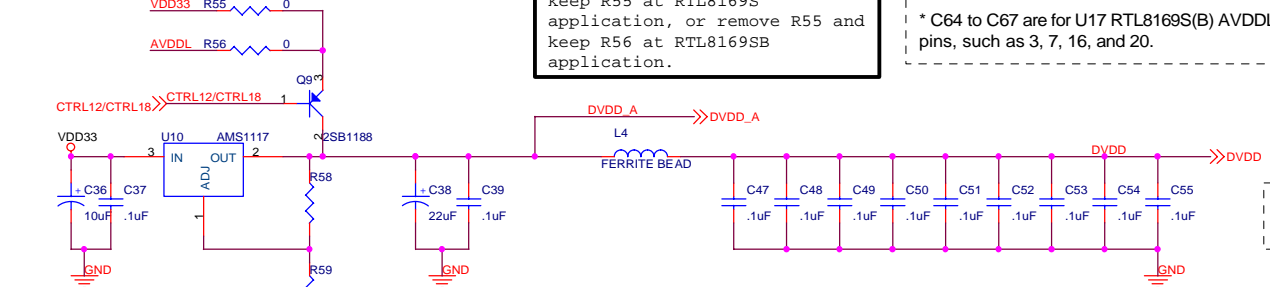 VDD33 R55 0
keep R55 at RTL8169S
application, or remove R55 and
keep R56 at RTL8169SB
application.
* C64 to C67 are for U17 RTL8169S(B) AVDDL
pins, such as 3, 7, 16, and 20.
AVDDL R56 0
Q9 3
CTRL12/CTRL18 CTRL12/CTRL18 1
2 2SB1188
DVDD_A DVDD_A
VDD33 U10 AMS1117
3 IN OUT 2
ADJ
1
L4
FERRITE BEAD
DVDD DVDD
R58
+ C36 C37
10uF .1uF
+ C38 C39
22uF .1uF
C47 C48 C49 C50 C51 C52 C53 C54 C55
.1uF .1uF .1uF .1uF .1uF .1uF .1uF .1uF .1uF
GND GND GND
R59